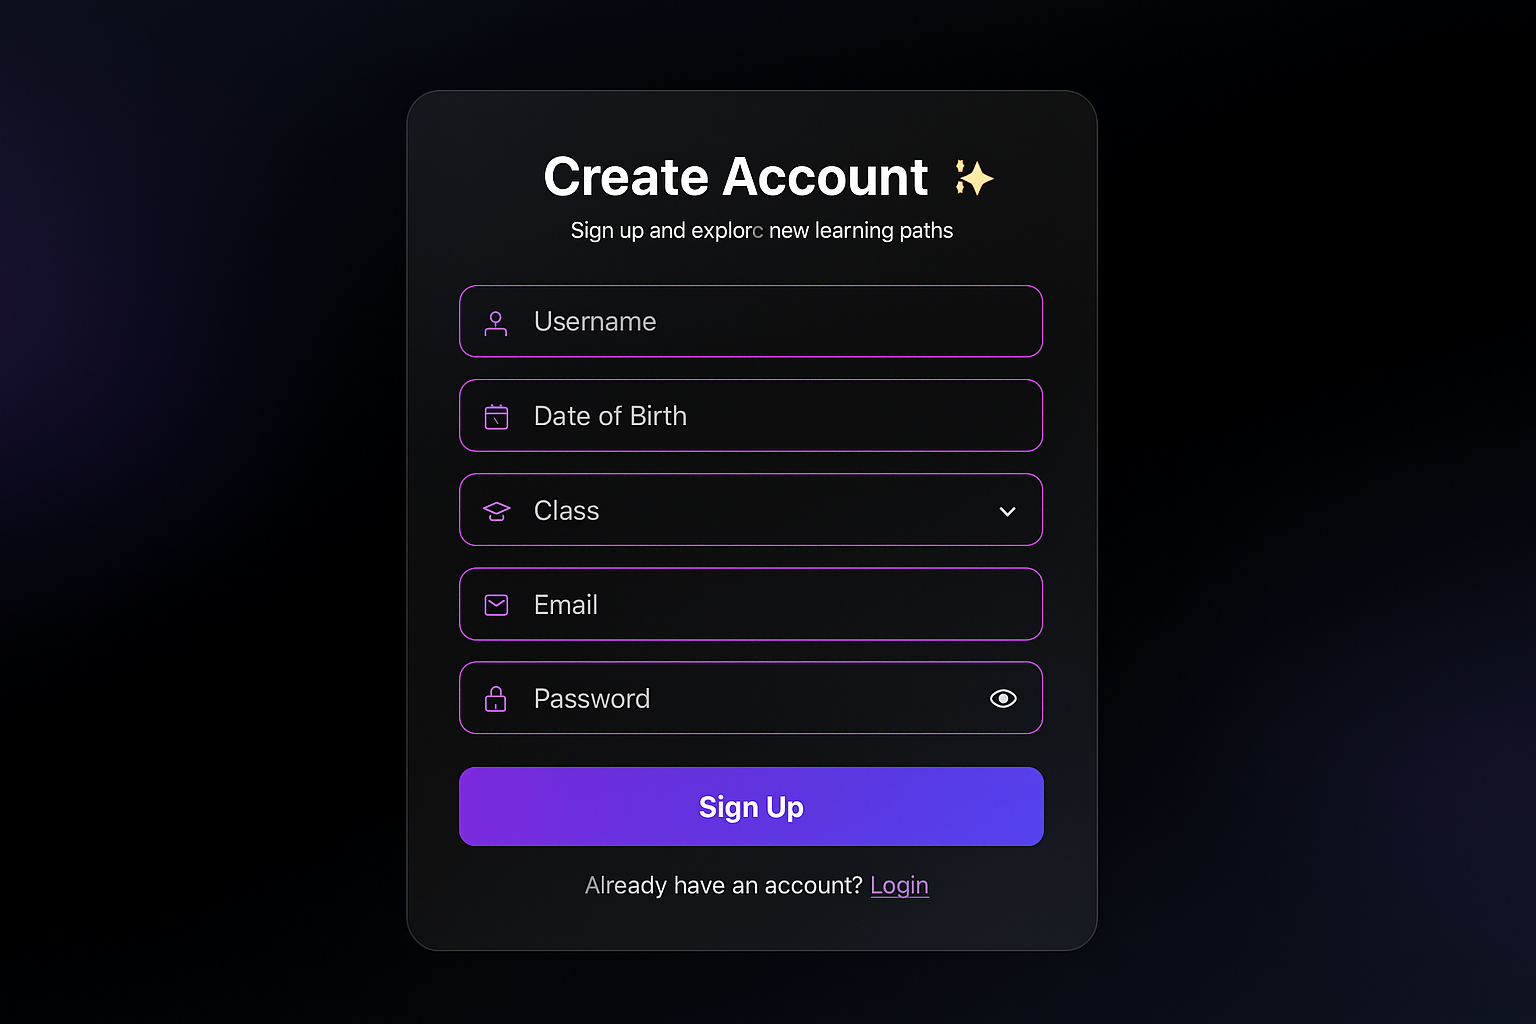 Create Account ✨
Sign up and explorc new learning paths
Username
Date of Birth
Class
Email
Password
Sign Up
Already have an account? Login